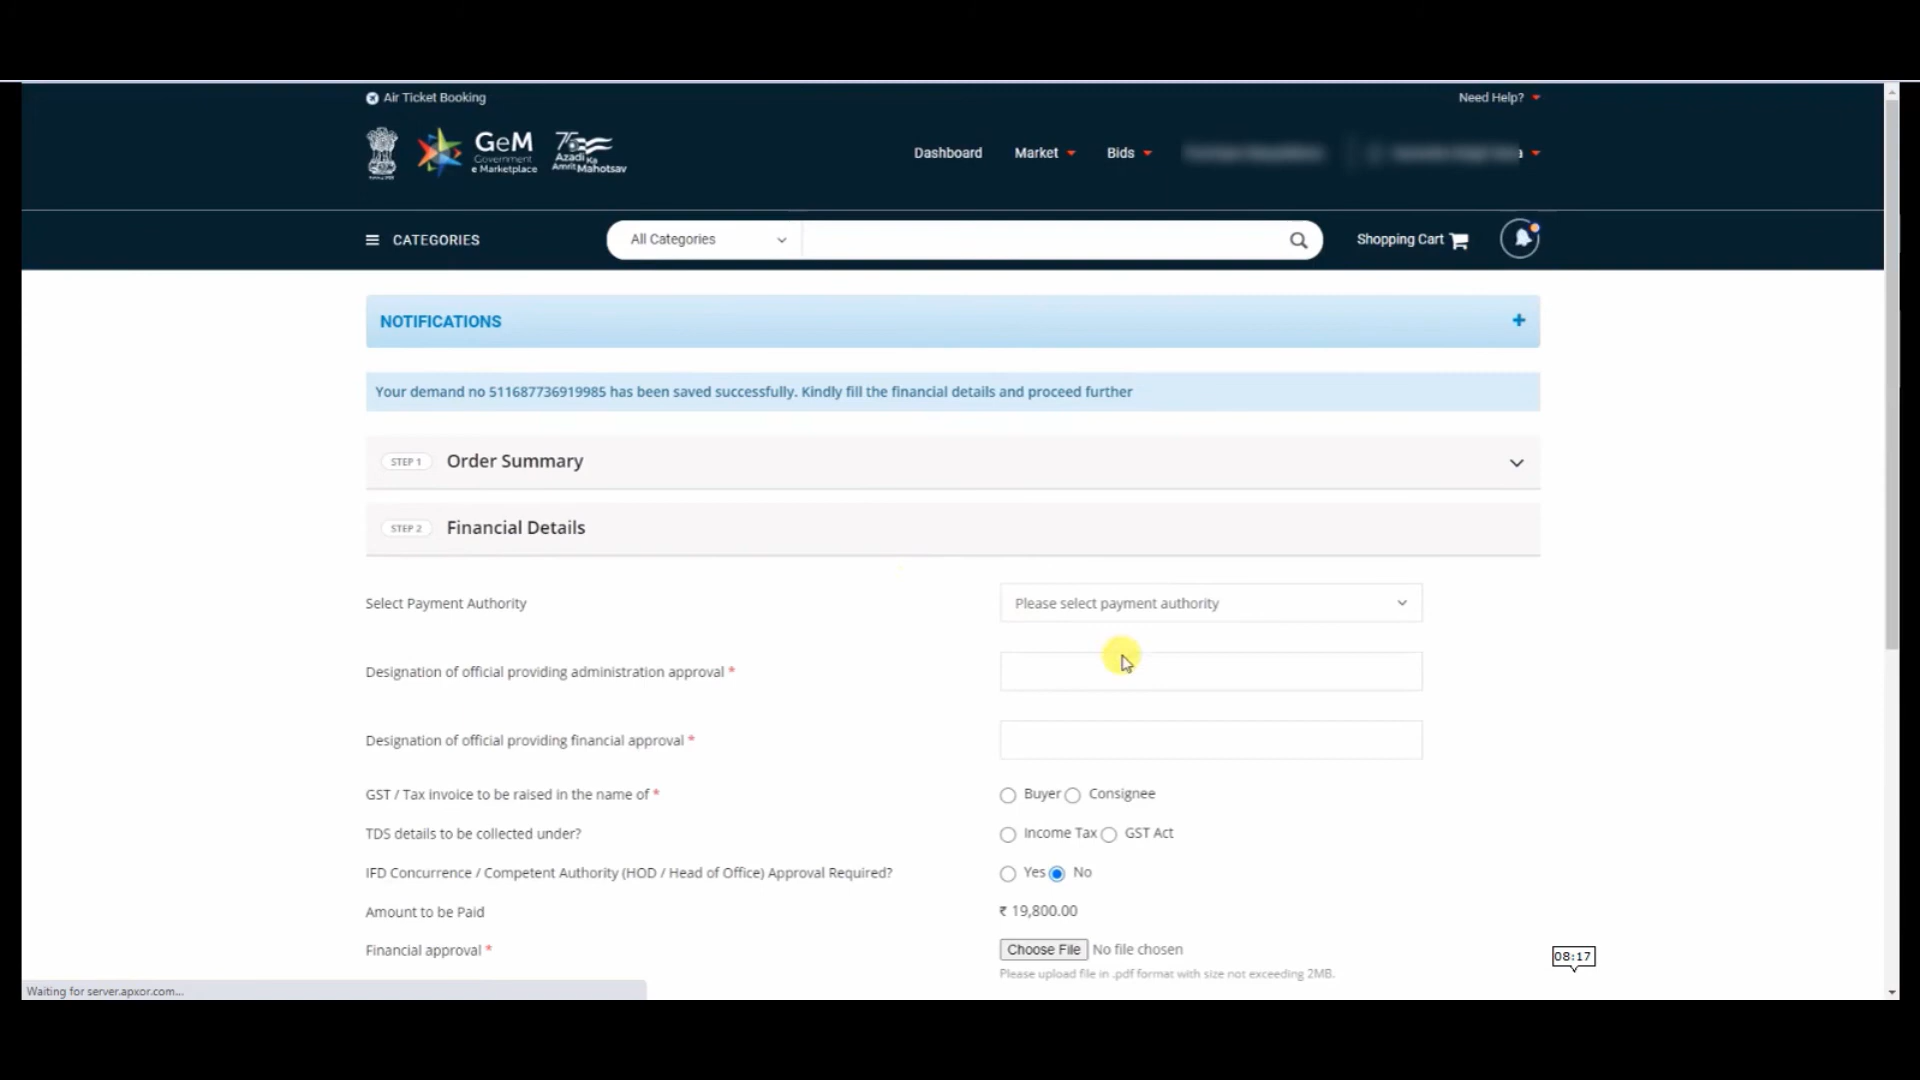 Air Ticket Booking
Need Help?
GeM
Government
e Marketplace
75
Azadi Ka
Amrit Mahotsav
Dashboard
Market
Bids
CATEGORIES
All Categories
Shopping Cart
NOTIFICATIONS
+
Your demand no 511687736919985 has been saved successfully. Kindly fill the financial details and proceed further
STEP 1 Order Summary
STEP 2 Financial Details
Select Payment Authority
Please select payment authority
Designation of official providing administration approval *
Designation of official providing financial approval *
GST / Tax invoice to be raised in the name of *
Buyer Consignee
TDS details to be collected under?
Income Tax GST Act
IFD Concurrence / Competent Authority (HOD / Head of Office) Approval Required?
Yes No
Amount to be Paid
₹ 19,800.00
Financial approval *
Choose File No file chosen
Please upload file in .pdf format with size not exceeding 2MB.
08:17
Waiting for server.apxor.com...